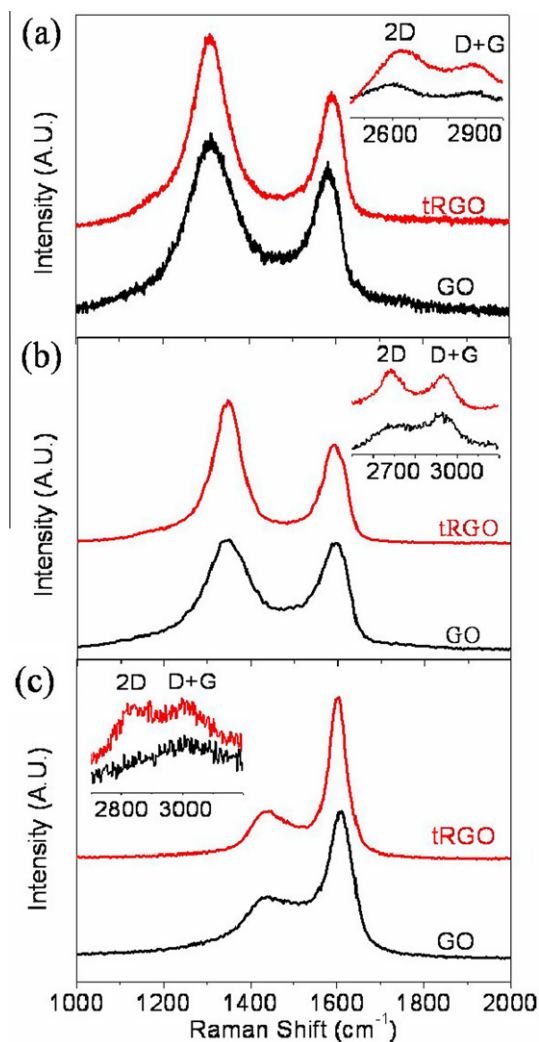 (a)
2D D+G
2600 2900
tRGO
GO
Intensity (A.U.)
(b)
2D D+G
2700 3000
tRGO
GO
Intensity (A.U.)
(c)
2D D+G
2800 3000
tRGO
GO
Intensity (A.U.)
1000 1200 1400 1600 1800 2000
Raman Shift (cm⁻¹)